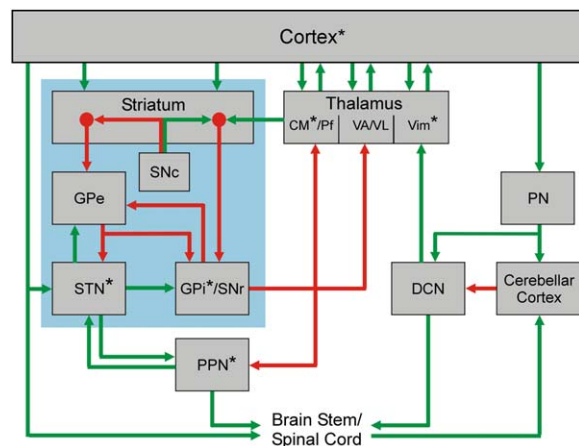 Cortex*
Striatum
Thalamus
CM*/Pf VA/VL Vim*
SNc
GPe
PN
STN*
GPi*/SNr
DCN
Cerebellar
Cortex
PPN*
Brain Stem/
Spinal Cord